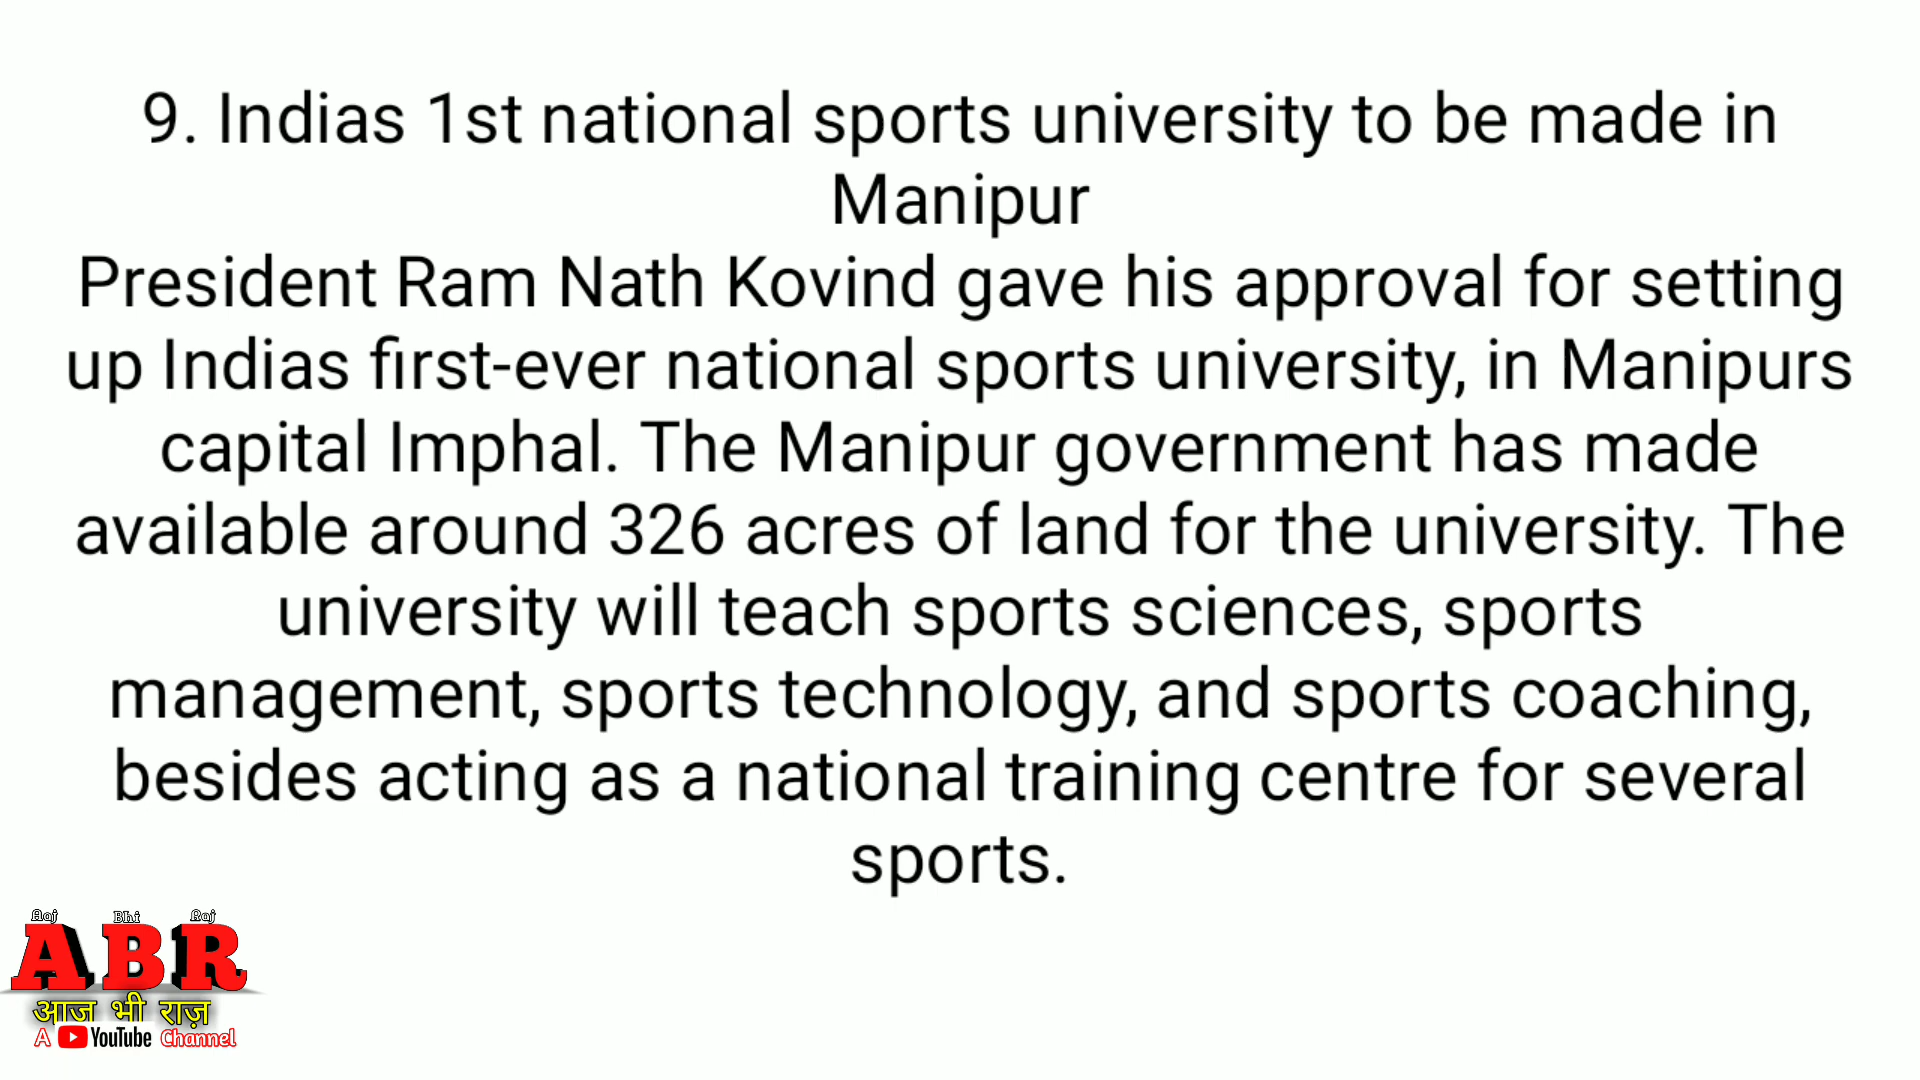 9. Indias 1st national sports university to be made in
Manipur
President Ram Nath Kovind gave his approval for setting
up Indias first-ever national sports university, in Manipurs
capital Imphal. The Manipur government has made
available around 326 acres of land for the university. The
university will teach sports sciences, sports
management, sports technology, and sports coaching,
besides acting as a national training centre for several
sports.
Aaj Bhi Raj
ABR
आज भी राज़
A YouTube Channel